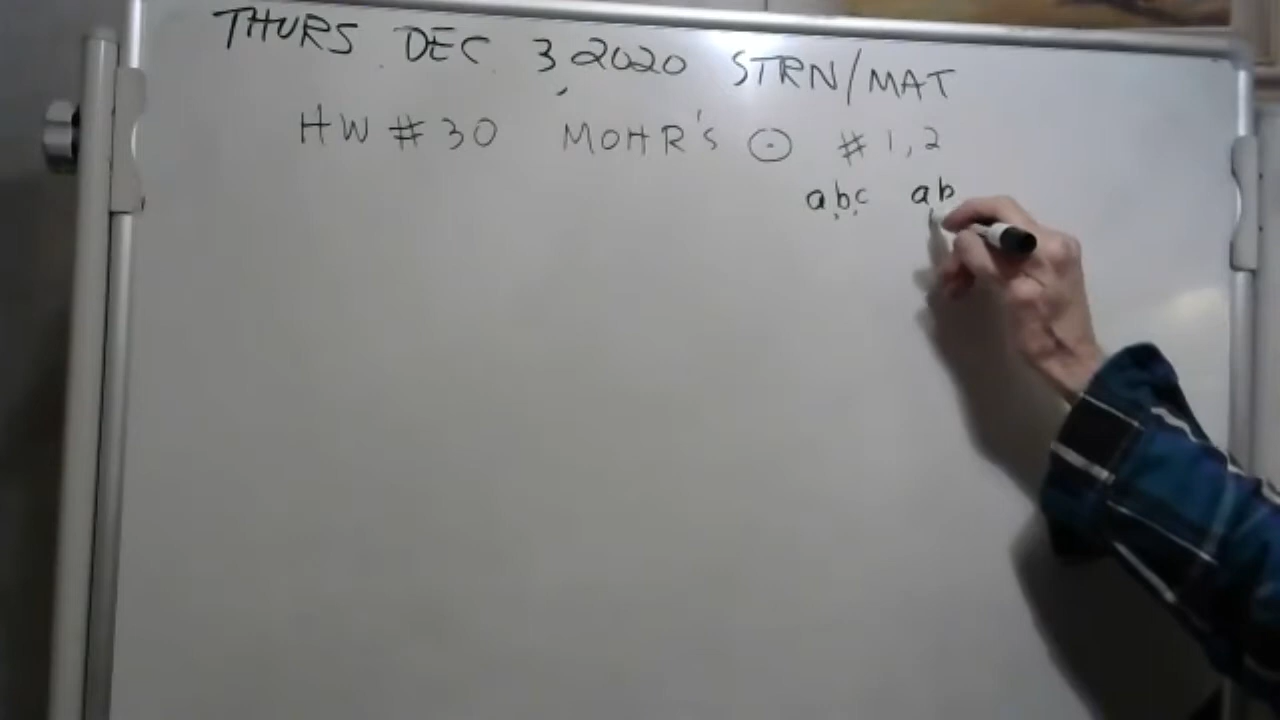 THURS DEC 3, 2020 STRN/MAT
HW #30 MOHR'S ⊙ #1,2
abc ab